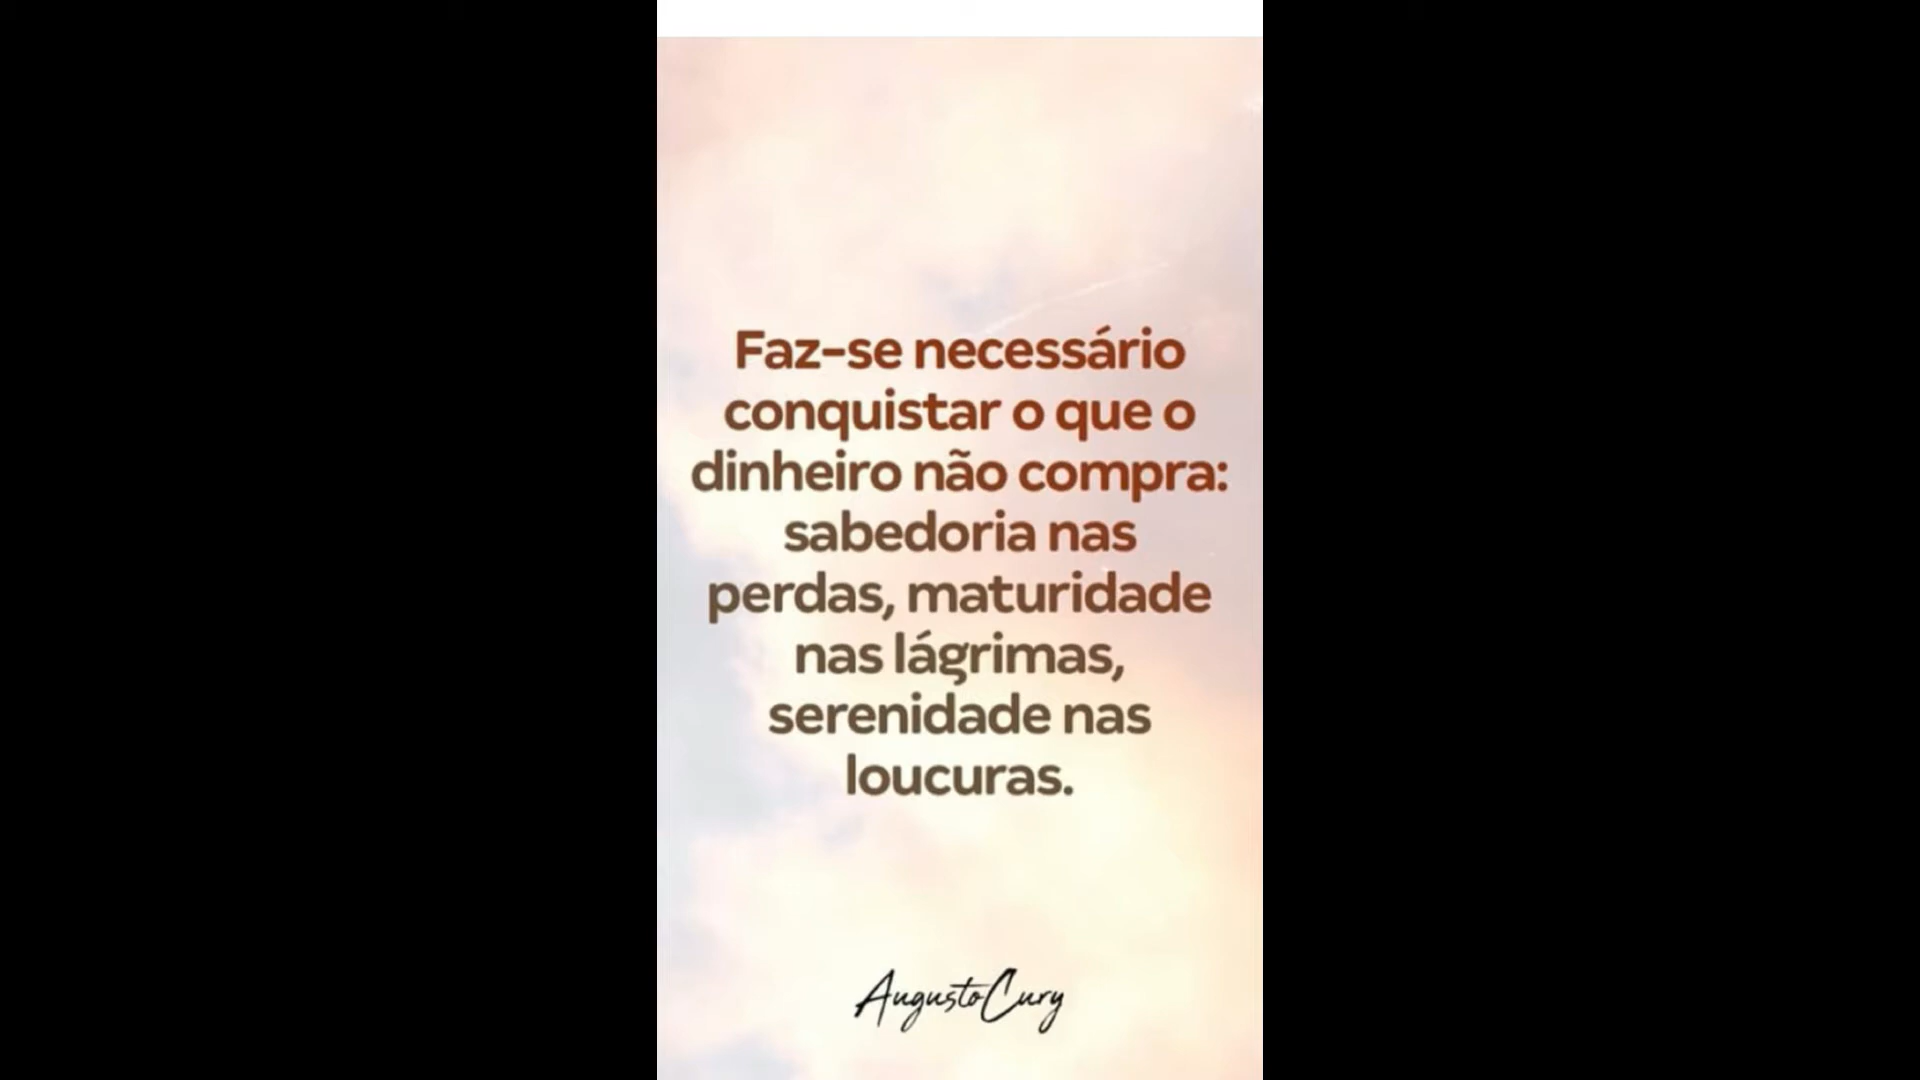 Faz-se necessário
conquistar o que o
dinheiro não compra:
sabedoria nas
perdas, maturidade
nas lágrimas,
serenidade nas
loucuras.
Augusto Cury